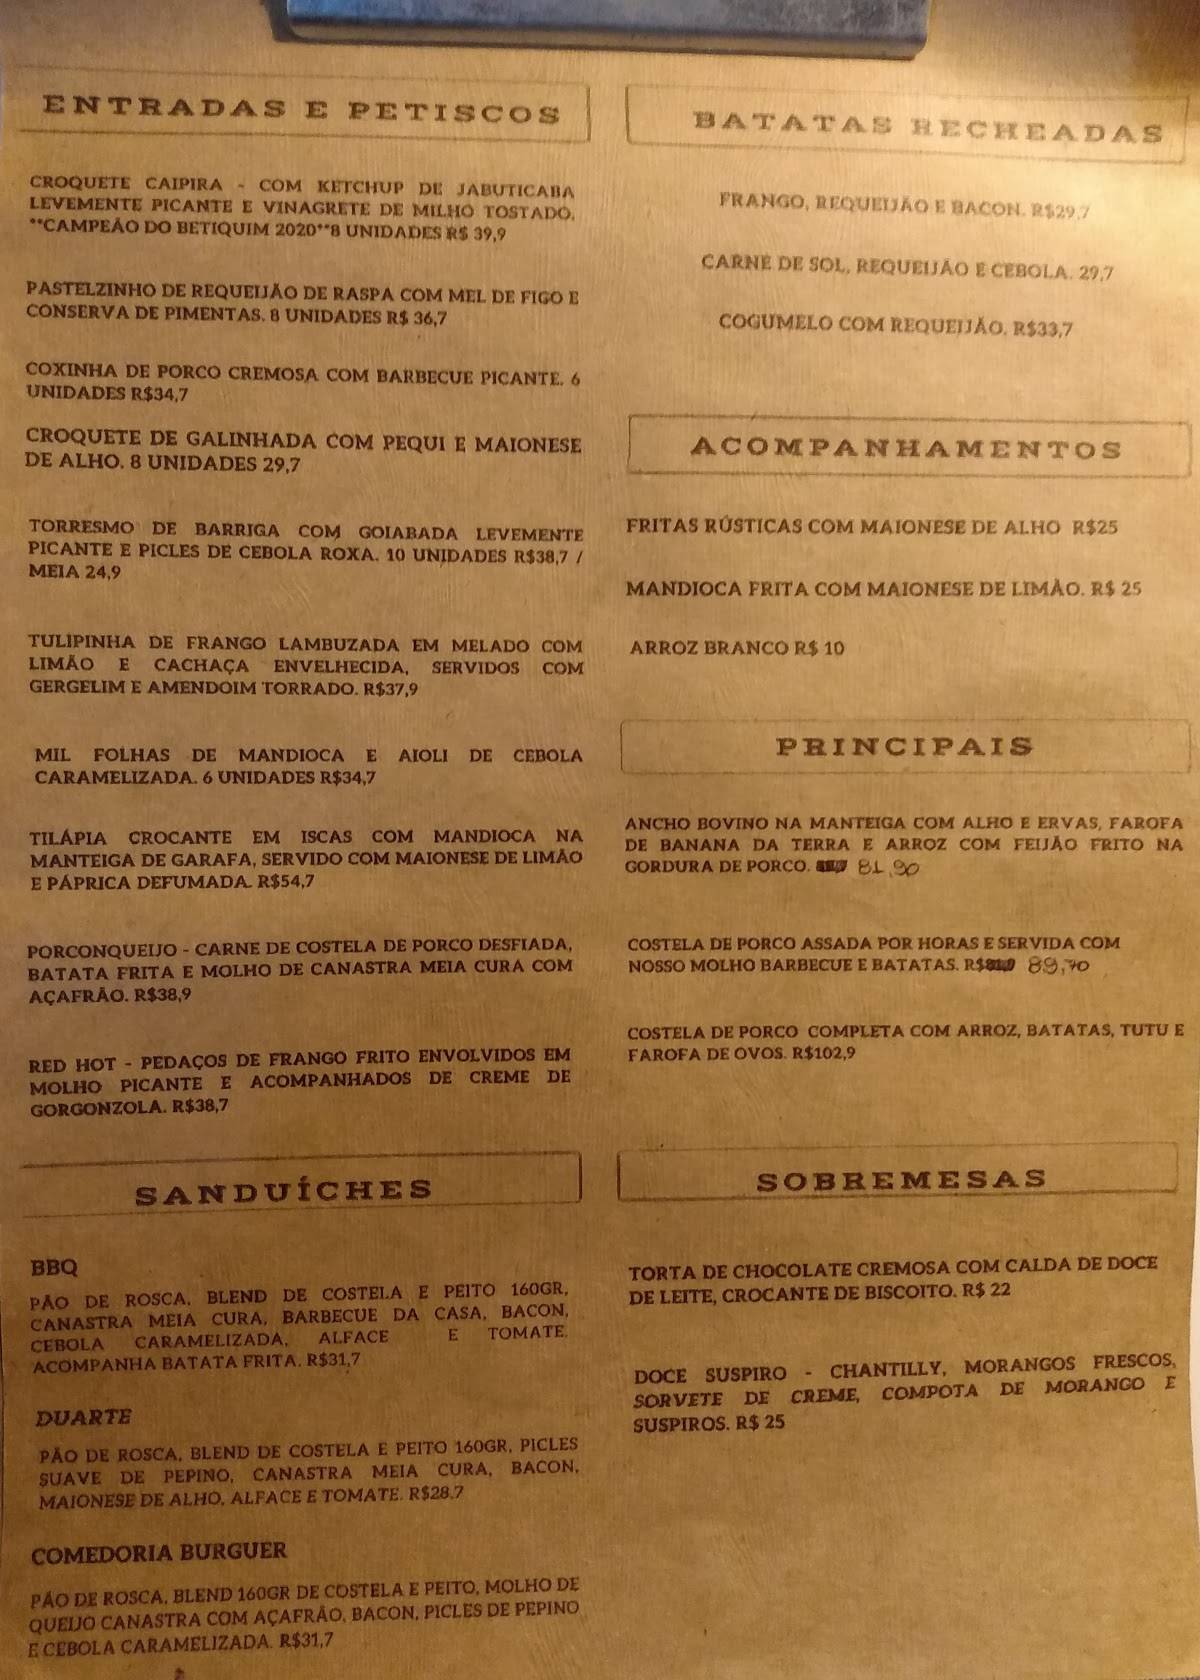 ENTRADAS E PETISCOS
CROQUETE CAIPIRA - COM KETCHUP DE JABUTICABA
LEVEMENTE PICANTE E VINAGRETE DE MILHO TOSTADO.
**CAMPEÃO DO BETIQUIM 2020**8 UNIDADES R$ 39,9
PASTELZINHO DE REQUEIJÃO DE RASPA COM MEL DE FIGO E
CONSERVA DE PIMENTAS. 8 UNIDADES R$ 36,7
COXINHA DE PORCO CREMOSA COM BARBECUE PICANTE. 6
UNIDADES R$34,7
CROQUETE DE GALINHADA COM PEQUI E MAIONESE
DE ALHO. 8 UNIDADES 29,7
TORRESMO DE BARRIGA COM GOIABADA LEVEMENTE
PICANTE E PICLES DE CEBOLA ROXA. 10 UNIDADES R$38,7 /
MEIA 24,9
TULIPINHA DE FRANGO LAMBUZADA EM MELADO COM
LIMÃO E CACHAÇA ENVELHECIDA, SERVIDOS COM
GERGELIM E AMENDOIM TORRADO. R$37,9
MIL FOLHAS DE MANDIOCA E AIOLI DE CEBOLA
CARAMELIZADA. 6 UNIDADES R$34,7
TILÁPIA CROCANTE EM ISCAS COM MANDIOCA NA
MANTEIGA DE GARAFA, SERVIDO COM MAIONESE DE LIMÃO
E PÁPRICA DEFUMADA. R$54,7
PORCONQUEIJO - CARNE DE COSTELA DE PORCO DESFIADA,
BATATA FRITA E MOLHO DE CANASTRA MEIA CURA COM
AÇAFRÃO. R$38,9
RED HOT - PEDAÇOS DE FRANGO FRITO ENVOLVIDOS EM
MOLHO PICANTE E ACOMPANHADOS DE CREME DE
GORGONZOLA. R$38,7
SANDUÍCHES
BBQ
PÃO DE ROSCA, BLEND DE COSTELA E PEITO 160GR,
CANASTRA MEIA CURA, BARBECUE DA CASA, BACON,
CEBOLA CARAMELIZADA, ALFACE E TOMATE.
ACOMPANHA BATATA FRITA. R$31,7
DUARTE
PÃO DE ROSCA, BLEND DE COSTELA E PEITO 160GR, PICLES
SUAVE DE PEPINO, CANASTRA MEIA CURA, BACON,
MAIONESE DE ALHO, ALFACE E TOMATE. R$28,7
COMEDORIA BURGUER
PÃO DE ROSCA, BLEND 160GR DE COSTELA E PEITO, MOLHO DE
QUEIJO CANASTRA COM AÇAFRÃO, BACON, PICLES DE PEPINO
E CEBOLA CARAMELIZADA. R$31,7
BATATAS RECHEADAS
FRANGO, REQUEIJÃO E BACON. R$29,7
CARNE DE SOL, REQUEIJÃO E CEBOLA. 29,7
COGUMELO COM REQUEIJÃO. R$33,7
ACOMPANHAMENTOS
FRITAS RÚSTICAS COM MAIONESE DE ALHO R$25
MANDIOCA FRITA COM MAIONESE DE LIMÃO. R$ 25
ARROZ BRANCO R$ 10
PRINCIPAIS
ANCHO BOVINO NA MANTEIGA COM ALHO E ERVAS, FAROFA
DE BANANA DA TERRA E ARROZ COM FEIJÃO FRITO NA
GORDURA DE PORCO. 81,90
COSTELA DE PORCO ASSADA POR HORAS E SERVIDA COM
NOSSO MOLHO BARBECUE E BATATAS. R$ 89,70
COSTELA DE PORCO COMPLETA COM ARROZ, BATATAS, TUTU E
FAROFA DE OVOS. R$102,9
SOBREMESAS
TORTA DE CHOCOLATE CREMOSA COM CALDA DE DOCE
DE LEITE, CROCANTE DE BISCOITO. R$ 22
DOCE SUSPIRO - CHANTILLY, MORANGOS FRESCOS,
SORVETE DE CREME, COMPOTA DE MORANGO E
SUSPIROS. R$ 25